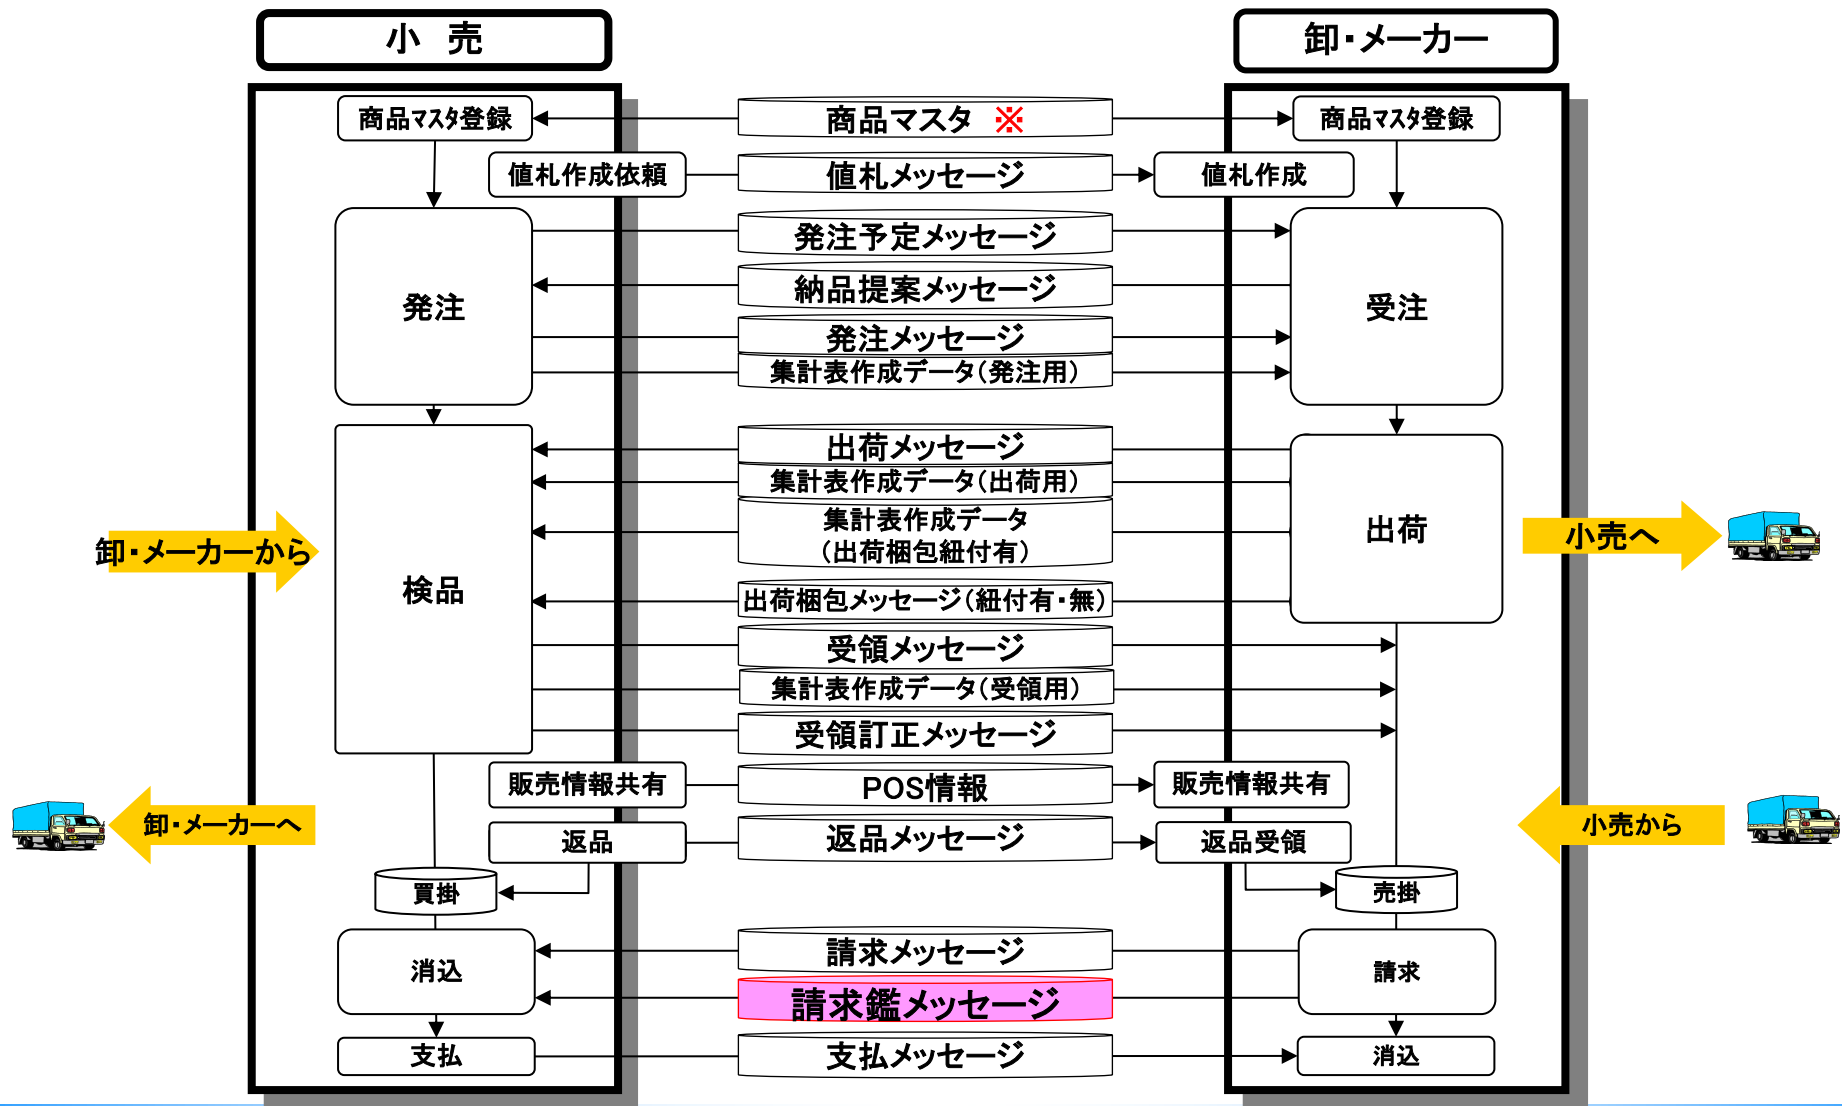 小　売
卸・メーカー
商品マスタ登録
商品マスタ　※
商品マスタ登録
値札作成依頼
値札メッセージ
値札作成
発注予定メッセージ
納品提案メッセージ
発注
受注
発注メッセージ
集計表作成データ（発注用）
出荷メッセージ
集計表作成データ（出荷用）
集計表作成データ
（出荷梱包紐付有）
出荷
小売へ
卸・メーカーから
検品
出荷梱包メッセージ（紐付有・無）
受領メッセージ
集計表作成データ（受領用）
受領訂正メッセージ
販売情報共有
POS情報
販売情報共有
卸・メーカーへ
返品
返品メッセージ
返品受領
小売から
買掛
売掛
請求メッセージ
消込
請求
請求鑑メッセージ
支払
支払メッセージ
消込